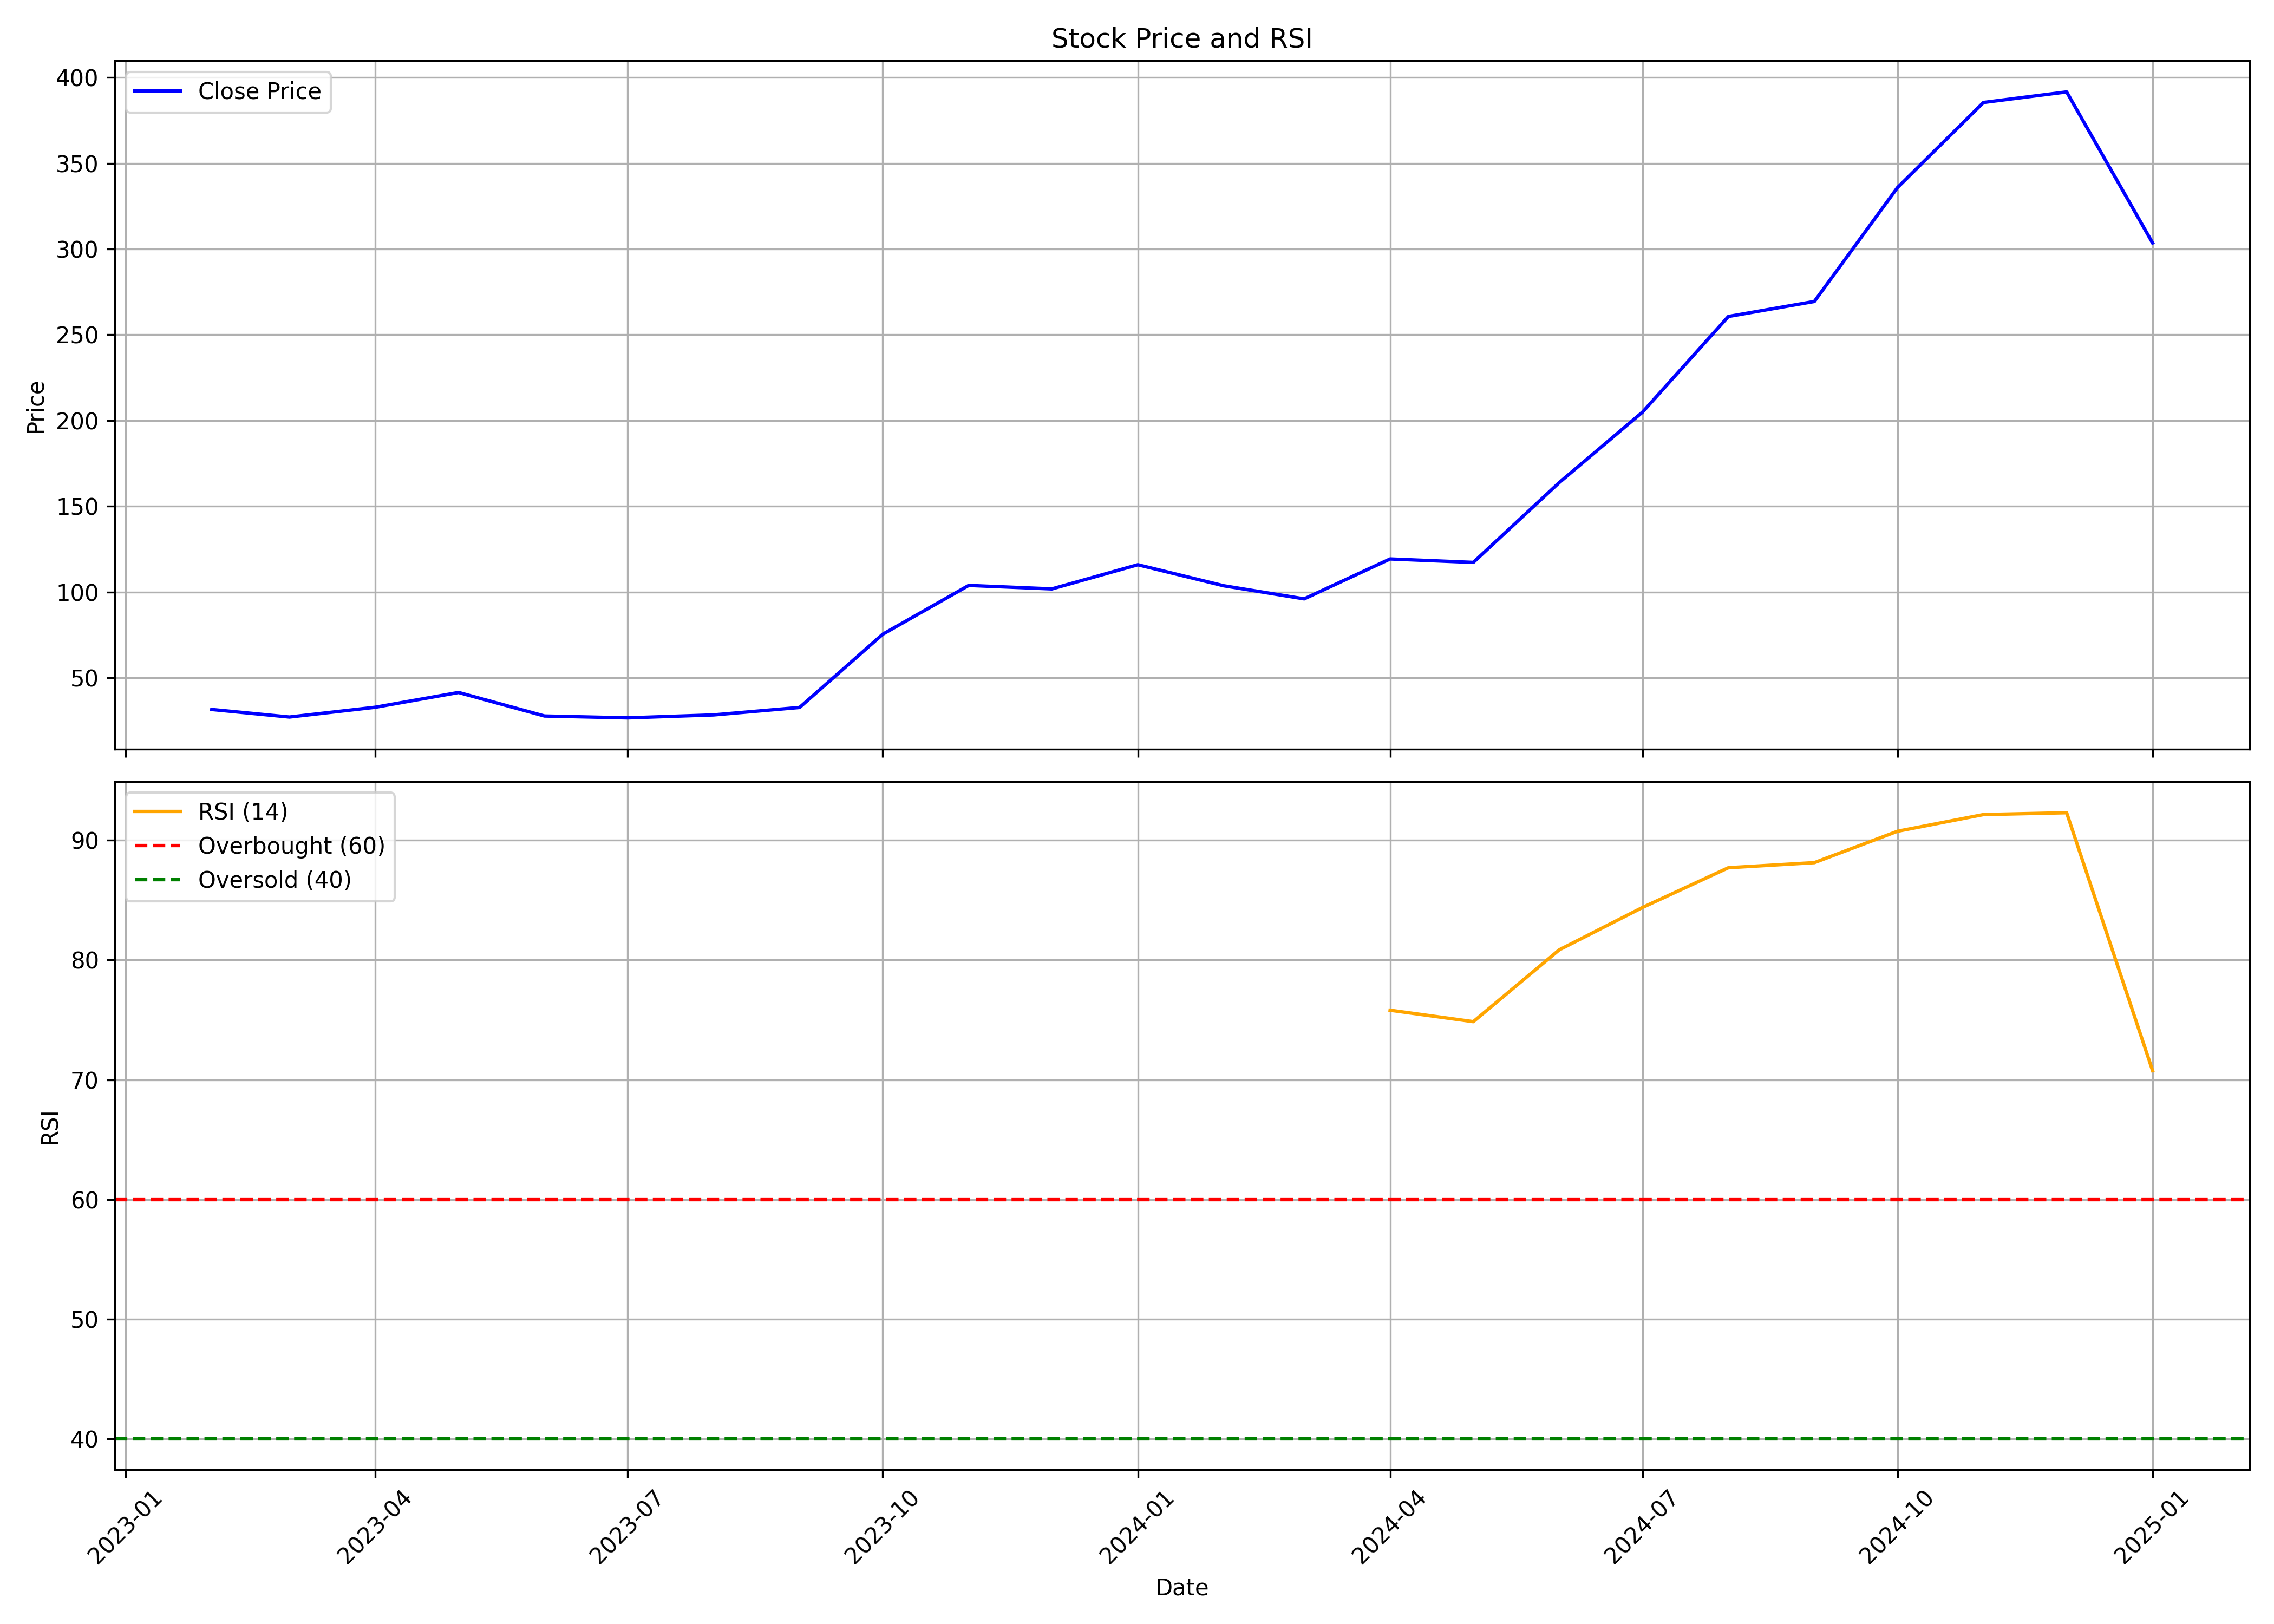 Stock Price and RSI
Close Price
400
350
300
250
200
150
100
50
Price
RSI (14)
Overbought (60)
Oversold (40)
90
80
70
60
50
40
RSI
2023-01
2023-04
2023-07
2023-10
2024-01
2024-04
2024-07
2024-10
2025-01
Date